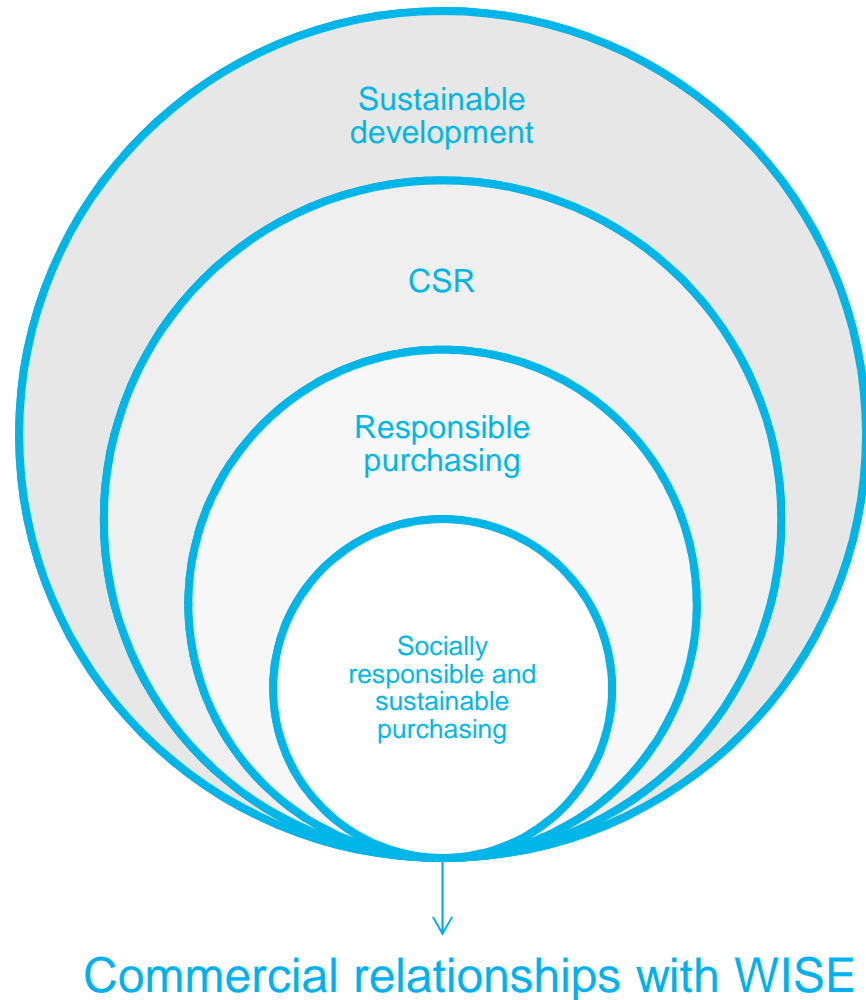 Sustainable
development
CSR
Responsible
purchasing
Socially
responsible and
sustainable
purchasing
Commercial relationships with WISE